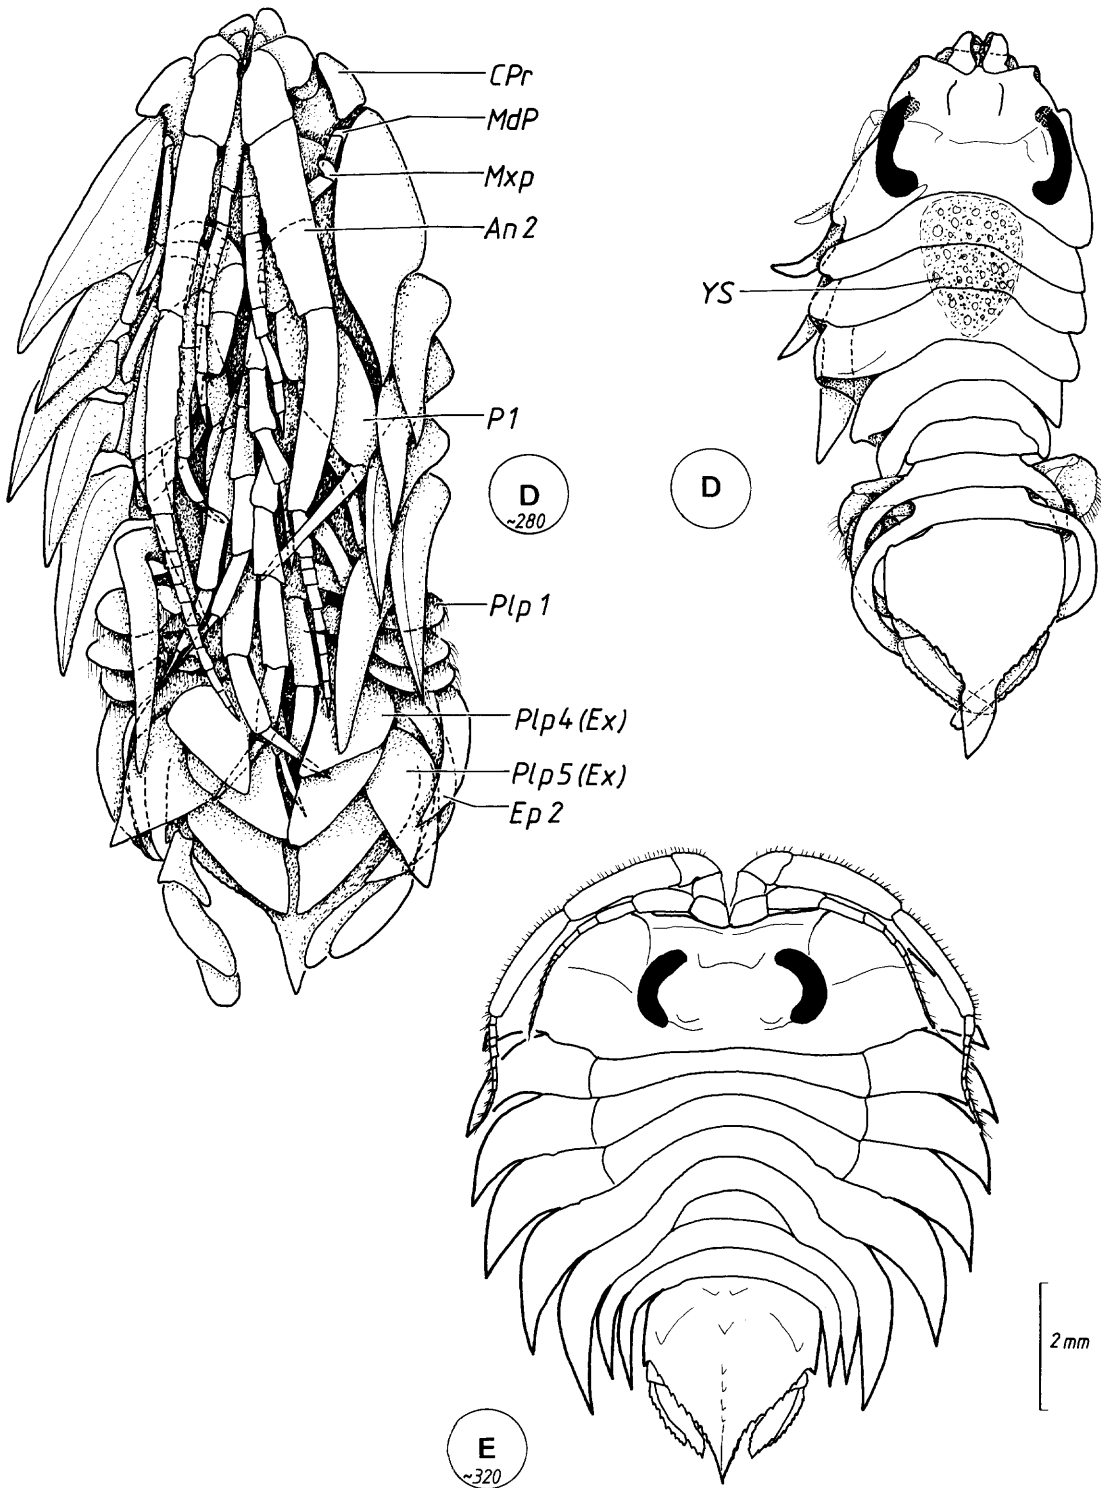 CPr
MdP
Mxp
An 2
YS
P1
D
~280
D
Plp 1
Plp4 (Ex)
Plp5 (Ex)
Ep 2
2 mm
E
~320